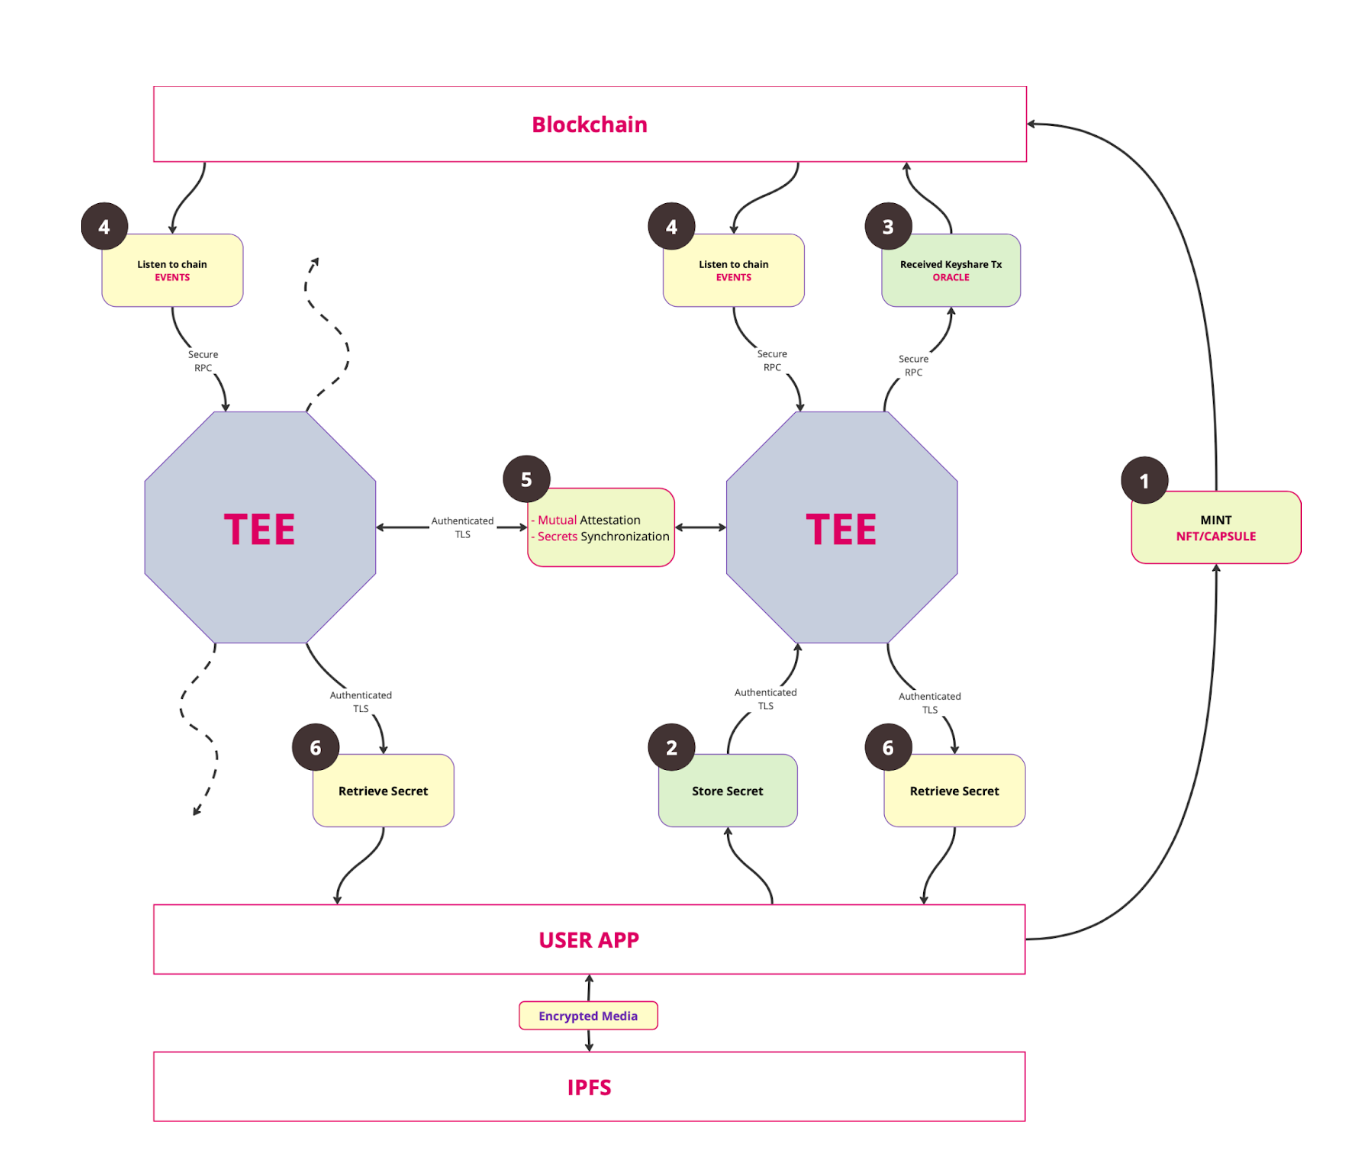 Blockchain
4
Listen to chain
EVENTS
4
Listen to chain
EVENTS
3
Received Keyshare Tx
ORACLE
Secure
RPC
Secure
RPC
Secure
RPC
TEE
5
Authenticated
TLS
- Mutual Attestation
- Secrets Synchronization
TEE
1
MINT
NFT/CAPSULE
Authenticated
TLS
Authenticated
TLS
Authenticated
TLS
6
Retrieve Secret
2
Store Secret
6
Retrieve Secret
USER APP
Encrypted Media
IPFS